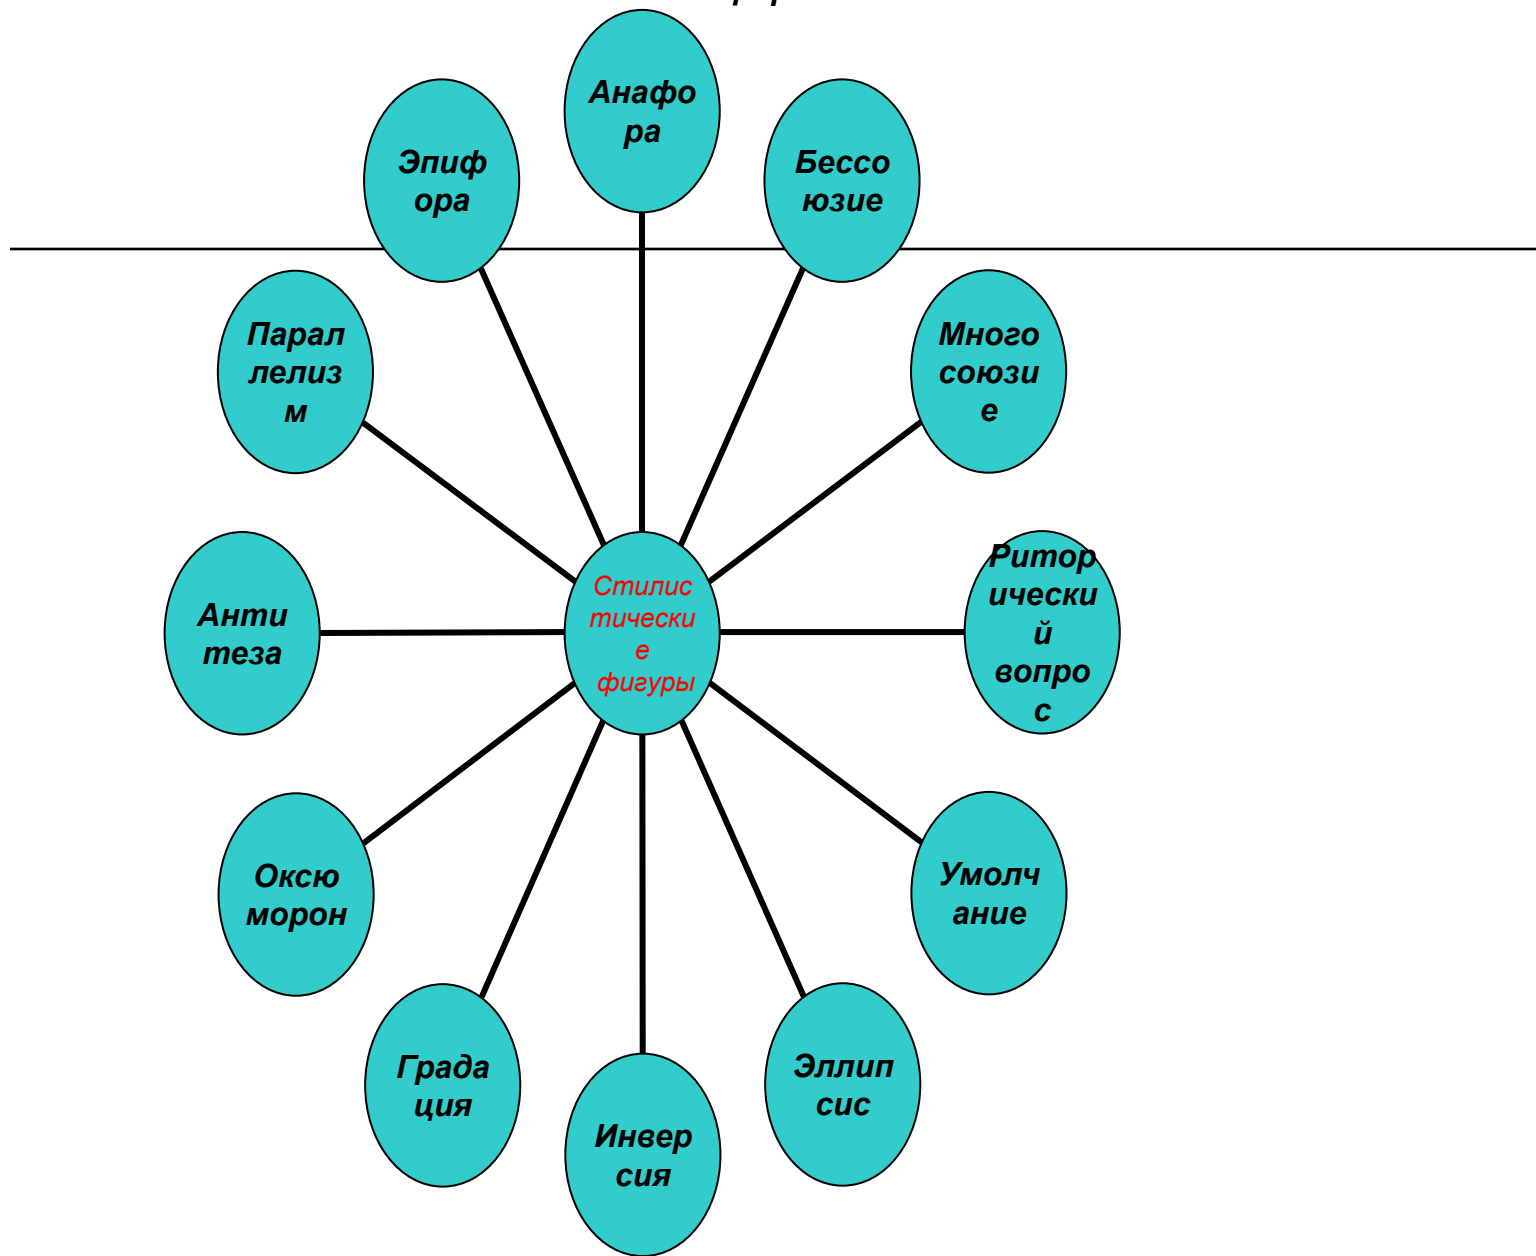 Анафо
ра
Эпиф
ора
Бессо
юзие
Парал
лелиз
м
Много
союзи
е
Анти
теза
Стилис
тически
е
фигуры
Ритор
ически
й
вопро
с
Оксю
морон
Умолч
ание
Града
ция
Эллип
сис
Инвер
сия